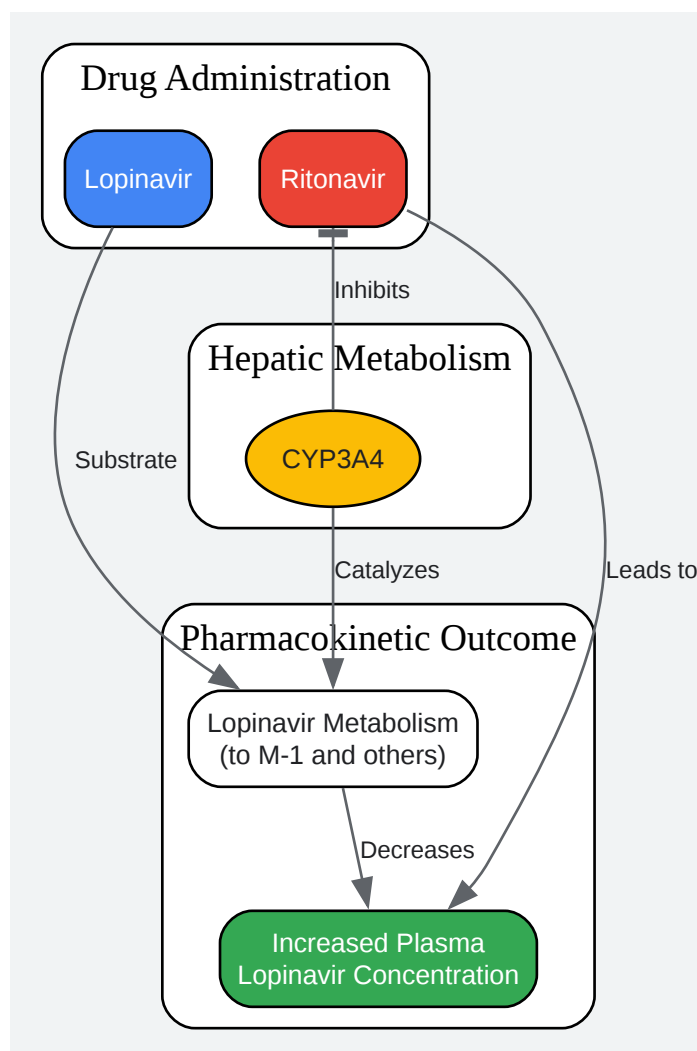 Drug Administration
Lopinavir
Ritonavir
Inhibits
Hepatic Metabolism
CYP3A4
Substrate
Catalyzes
Leads to
Pharmacokinetic Outcome
Lopinavir Metabolism
(to M-1 and others)
Decreases
Increased Plasma
Lopinavir Concentration